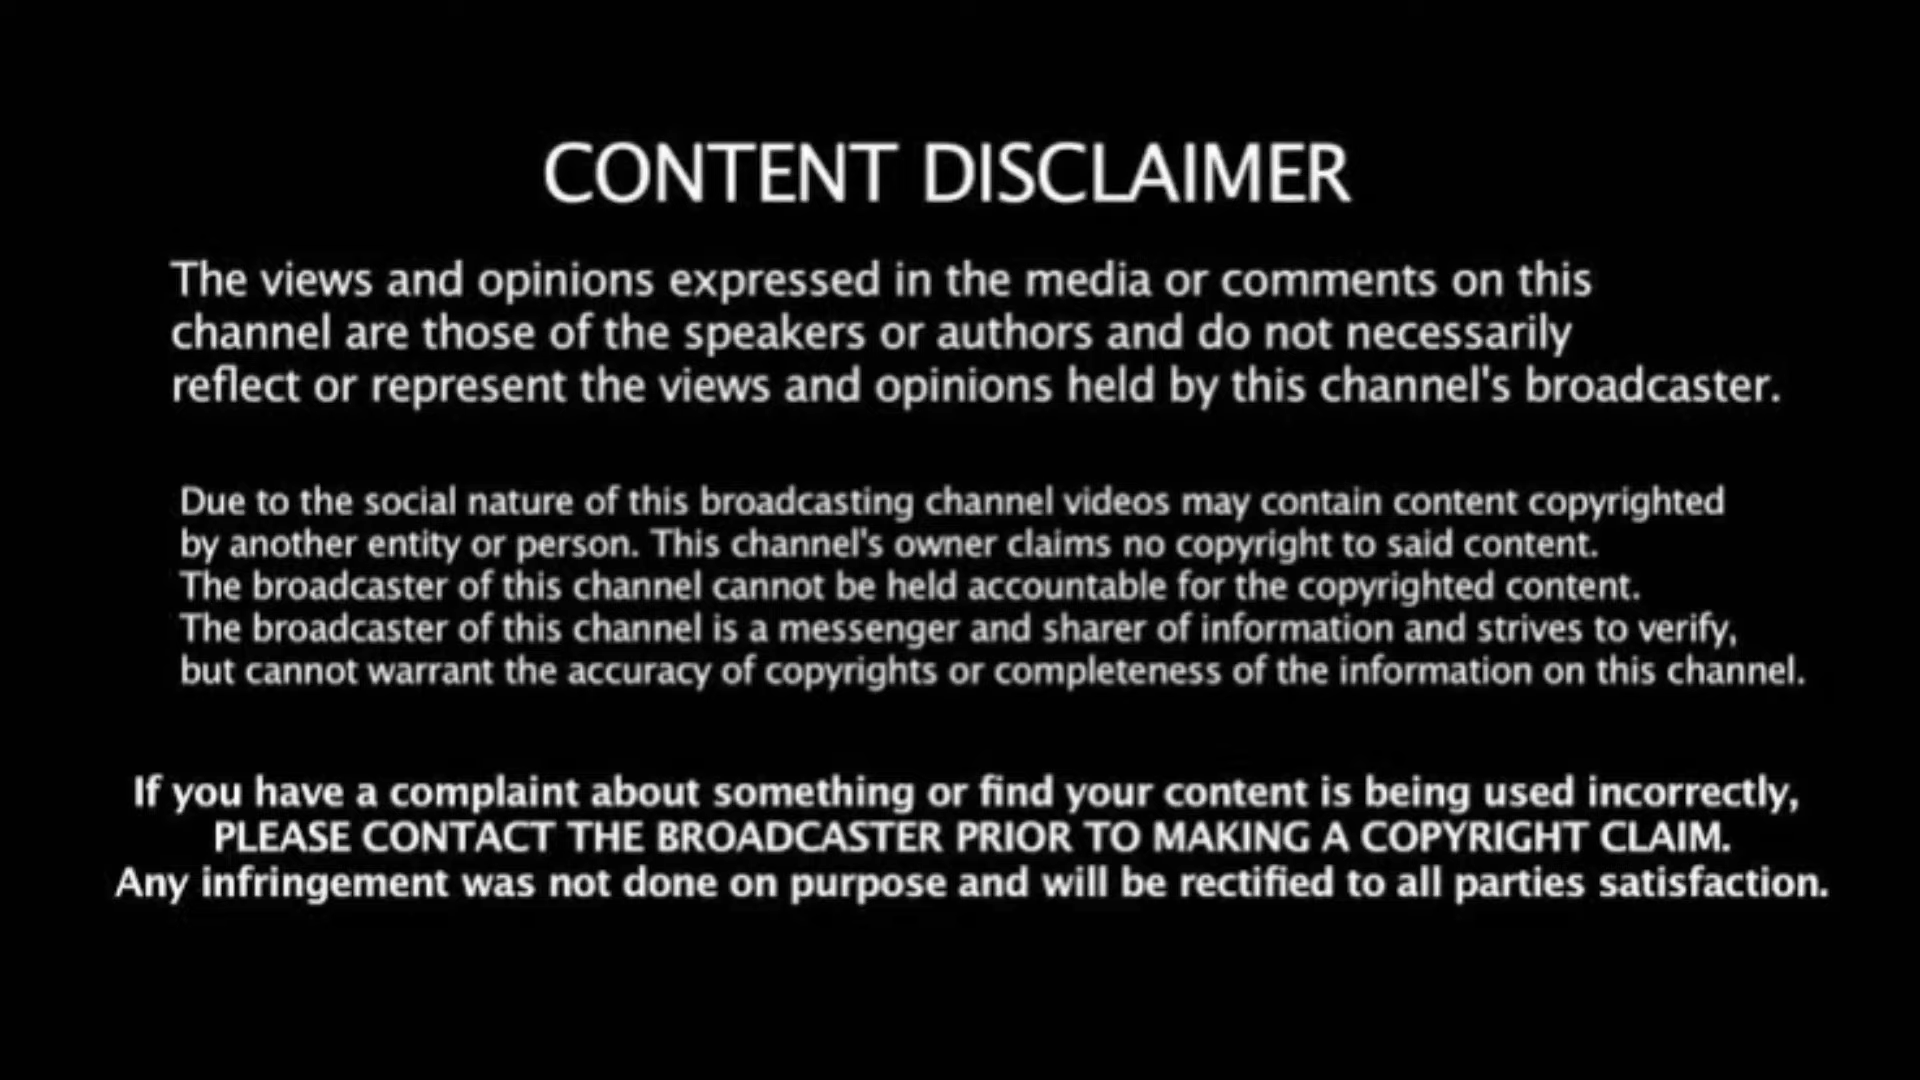 CONTENT DISCLAIMER
The views and opinions expressed in the media or comments on this
channel are those of the speakers or authors and do not necessarily
reflect or represent the views and opinions held by this channel's broadcaster.
Due to the social nature of this broadcasting channel videos may contain content copyrighted
by another entity or person. This channel's owner claims no copyright to said content.
The broadcaster of this channel cannot be held accountable for the copyrighted content.
The broadcaster of this channel is a messenger and sharer of information and strives to verify,
but cannot warrant the accuracy of copyrights or completeness of the information on this channel.
If you have a complaint about something or find your content is being used incorrectly,
PLEASE CONTACT THE BROADCASTER PRIOR TO MAKING A COPYRIGHT CLAIM.
Any infringement was not done on purpose and will be rectified to all parties satisfaction.